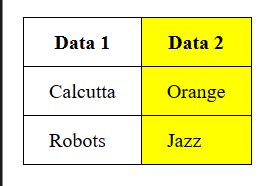 Data 1 Data 2
Calcutta Orange
Robots Jazz